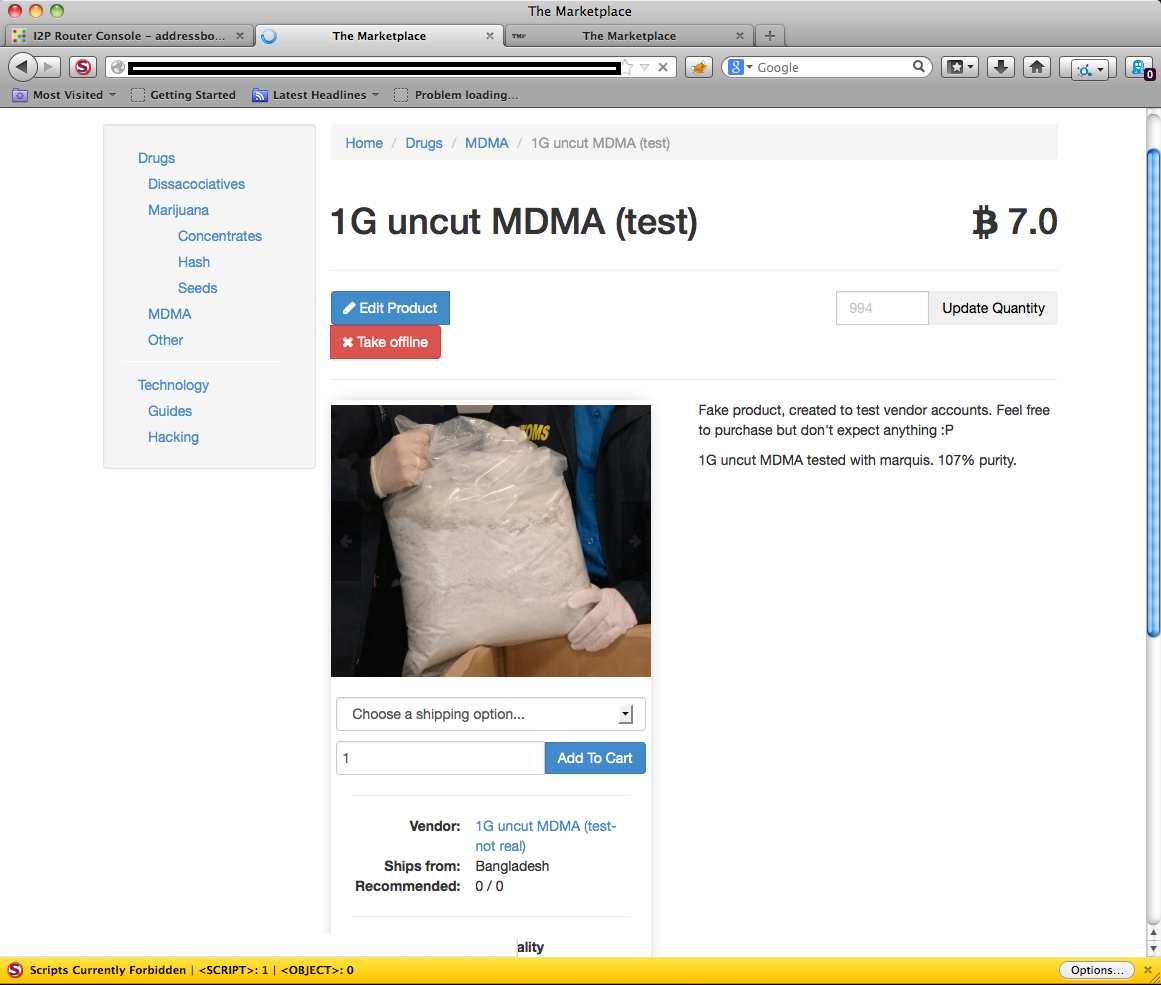 The Marketplace
I2P Router Console – addressbo...
The Marketplace
TMP The Marketplace
Google
0
Most Visited
Getting Started
Latest Headlines
Problem loading...
Drugs
Dissacociatives
Marijuana
Concentrates
Hash
Seeds
MDMA
Other
Technology
Guides
Hacking
Home / Drugs / MDMA / 1G uncut MDMA (test)
1G uncut MDMA (test)
₿ 7.0
Edit Product
994 Update Quantity
Take offline
OMS
Fake product, created to test vendor accounts. Feel free
to purchase but don't expect anything :P
1G uncut MDMA tested with marquis. 107% purity.
Choose a shipping option...
1 Add To Cart
Vendor: 1G uncut MDMA (test-
not real)
Ships from: Bangladesh
Recommended: 0 / 0
ality
Scripts Currently Forbidden | <SCRIPT>: 1 | <OBJECT>: 0
Options...